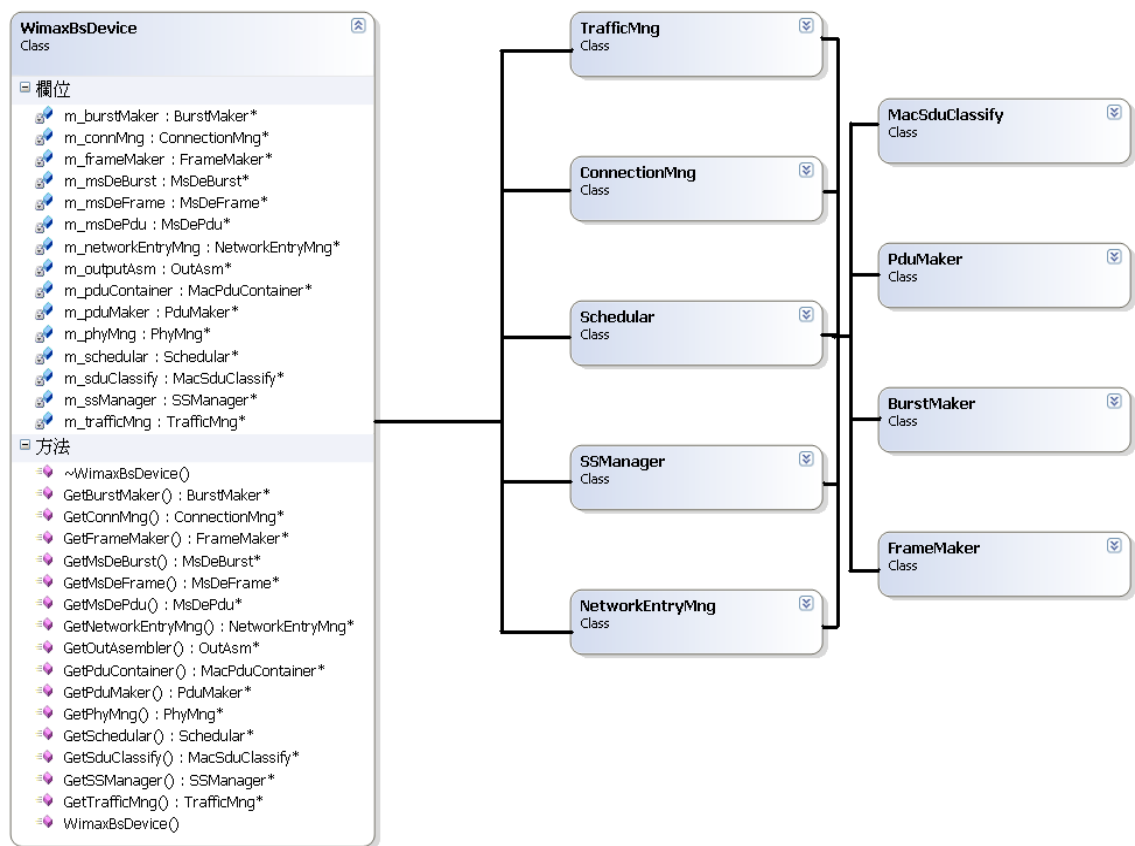 WimaxBsDevice
Class
欄位
m_burstMaker : BurstMaker*
m_connMng : ConnectionMng*
m_frameMaker : FrameMaker*
m_msDeBurst : MsDeBurst*
m_msDeFrame : MsDeFrame*
m_msDePdu : MsDePdu*
m_networkEntryMng : NetworkEntryMng*
m_outputAsm : OutAsm*
m_pduContainer : MacPduContainer*
m_pduMaker : PduMaker*
m_phyMng : PhyMng*
m_schedular : Schedular*
m_sduClassify : MacSduClassify*
m_ssManager : SSManager*
m_trafficMng : TrafficMng*
方法
~WimaxBsDevice()
GetBurstMaker() : BurstMaker*
GetConnMng() : ConnectionMng*
GetFrameMaker() : FrameMaker*
GetMsDeBurst() : MsDeBurst*
GetMsDeFrame() : MsDeFrame*
GetMsDePdu() : MsDePdu*
GetNetworkEntryMng() : NetworkEntryMng*
GetOutAsembler() : OutAsm*
GetPduContainer() : MacPduContainer*
GetPduMaker() : PduMaker*
GetPhyMng() : PhyMng*
GetSchedular() : Schedular*
GetSduClassify() : MacSduClassify*
GetSSManager() : SSManager*
GetTrafficMng() : TrafficMng*
WimaxBsDevice()
TrafficMng
Class
ConnectionMng
Class
Schedular
Class
SSManager
Class
NetworkEntryMng
Class
MacSduClassify
Class
PduMaker
Class
BurstMaker
Class
FrameMaker
Class